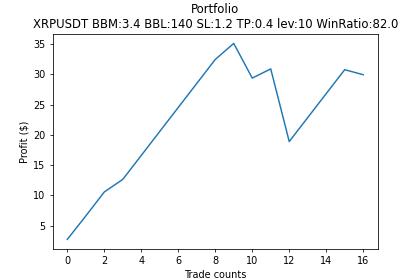 Portfolio
XRPUSDT BBM:3.4 BBL:140 SL:1.2 TP:0.4 lev:10 WinRatio:82.0
35
30
25
20
15
10
5
Profit ($)
0 2 4 6 8 10 12 14 16
Trade counts